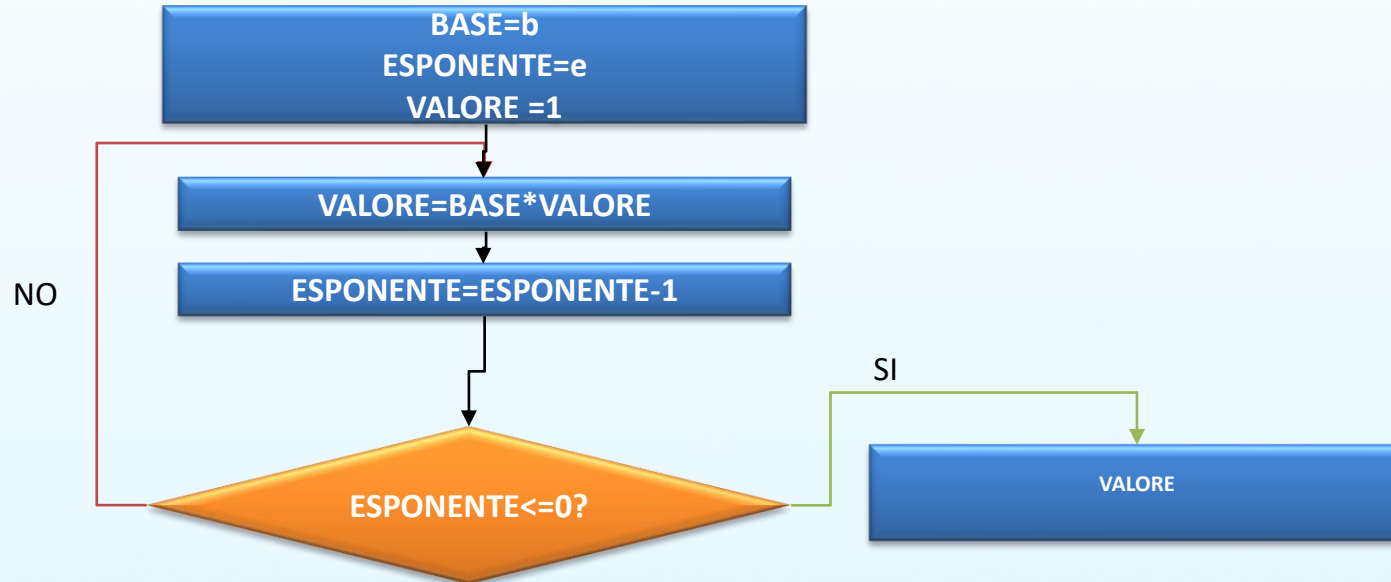 BASE=b
ESPONENTE=e
VALORE =1
VALORE=BASE*VALORE
ESPONENTE=ESPONENTE-1
NO
SI
VALORE
ESPONENTE<=0?